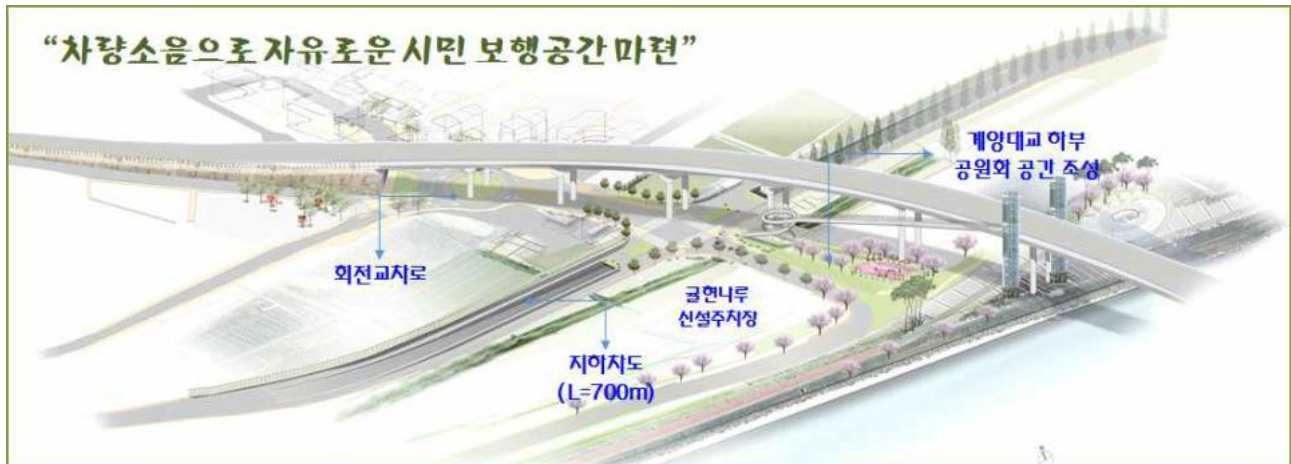 “차량소음으로 자유로운 시민 보행공간 마련”
계양대교 하부
공원화 공간 조성
회전교차로
귤현나루
신설주차장
지하차도
(L=700m)